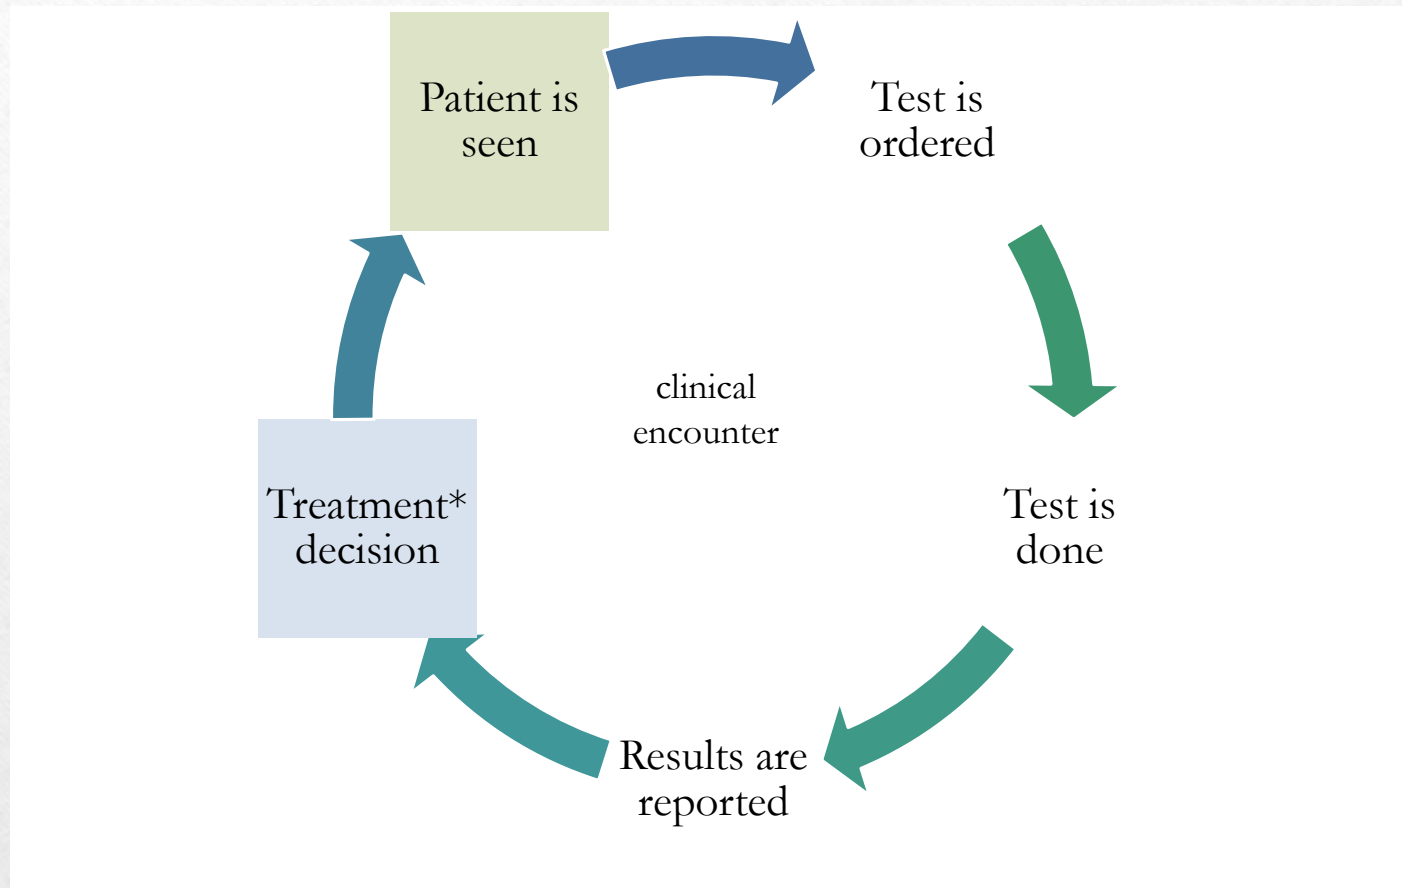 Patient is
seen
Test is
ordered
clinical
encounter
Treatment*
decision
Test is
done
Results are
reported